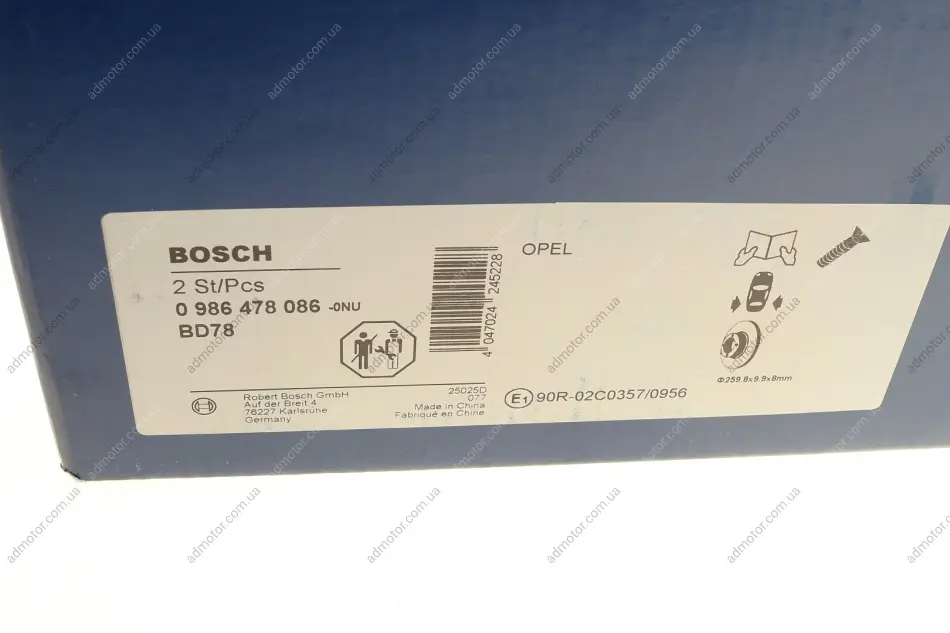 BOSCH
2 St/Pcs
0 986 478 086 -0NU
BD78
4 047024 245228
OPEL
Φ259.8x9.9x8mm
Robert Bosch GmbH
Auf der Breit 4
76227 Karlsruhe
Germany
25025D
077
Made in China
Fabriqué en Chine
E1 90R-02C0357/0956
admotor.com.ua